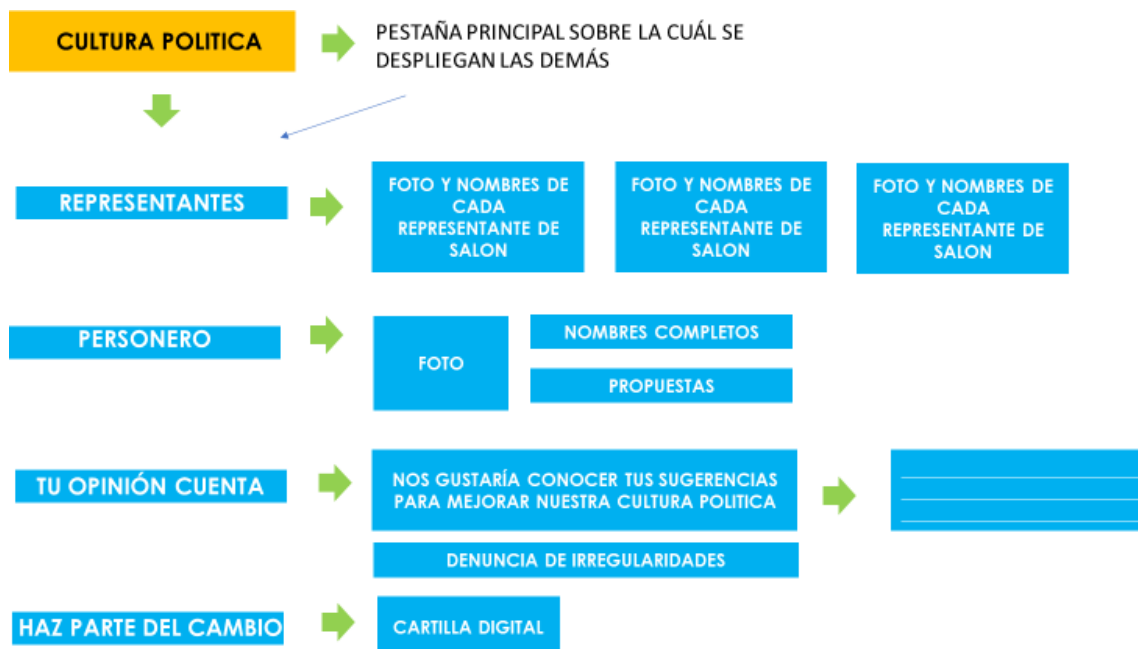 CULTURA POLITICA
PESTAÑA PRINCIPAL SOBRE LA CUÁL SE
DESPLIEGAN LAS DEMÁS
REPRESENTANTES
FOTO Y NOMBRES DE
CADA
REPRESENTANTE DE
SALON
FOTO Y NOMBRES DE
CADA
REPRESENTANTE DE
SALON
FOTO Y NOMBRES DE
CADA
REPRESENTANTE DE
SALON
PERSONERO
FOTO
NOMBRES COMPLETOS
PROPUESTAS
TU OPINIÓN CUENTA
NOS GUSTARÍA CONOCER TUS SUGERENCIAS
PARA MEJORAR NUESTRA CULTURA POLITICA
DENUNCIA DE IRREGULARIDADES
HAZ PARTE DEL CAMBIO
CARTILLA DIGITAL